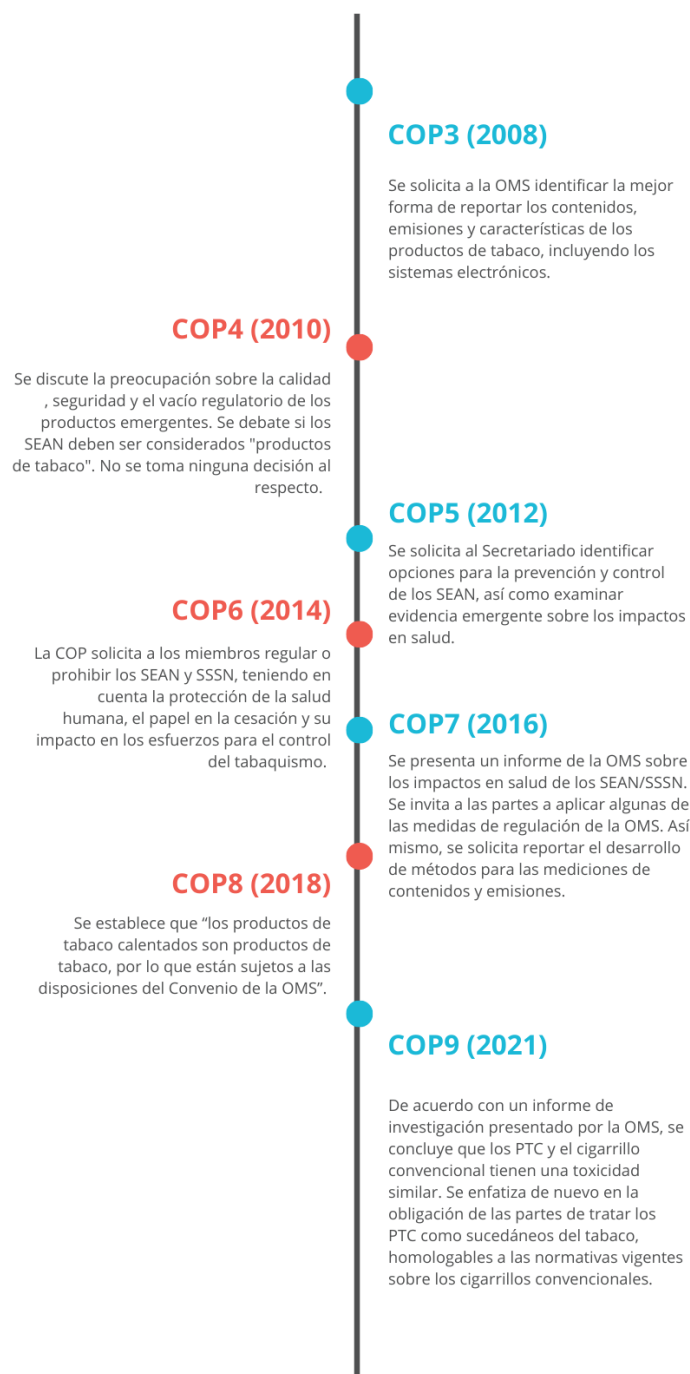 COP3 (2008)
Se solicita a la OMS identificar la mejor
forma de reportar los contenidos,
emisiones y características de los
productos de tabaco, incluyendo los
sistemas electrónicos.
COP4 (2010)
Se discute la preocupación sobre la calidad
, seguridad y el vacío regulatorio de los
productos emergentes. Se debate si los
SEAN deben ser considerados "productos
de tabaco". No se toma ninguna decisión al
respecto.
COP5 (2012)
Se solicita al Secretariado identificar
opciones para la prevención y control
de los SEAN, así como examinar
evidencia emergente sobre los impactos
en salud.
COP6 (2014)
La COP solicita a los miembros regular o
prohibir los SEAN y SSSN, teniendo en
cuenta la protección de la salud
humana, el papel en la cesación y su
impacto en los esfuerzos para el control
del tabaquismo.
COP7 (2016)
Se presenta un informe de la OMS sobre
los impactos en salud de los SEAN/SSSN.
Se invita a las partes a aplicar algunas de
las medidas de regulación de la OMS. Así
mismo, se solicita reportar el desarrollo
de métodos para las mediciones de
contenidos y emisiones.
COP8 (2018)
Se establece que “los productos de
tabaco calentados son productos de
tabaco, por lo que están sujetos a las
disposiciones del Convenio de la OMS”.
COP9 (2021)
De acuerdo con un informe de
investigación presentado por la OMS, se
concluye que los PTC y el cigarrillo
convencional tienen una toxicidad
similar. Se enfatiza de nuevo en la
obligación de las partes de tratar los
PTC como sucedáneos del tabaco,
homologables a las normativas vigentes
sobre los cigarrillos convencionales.